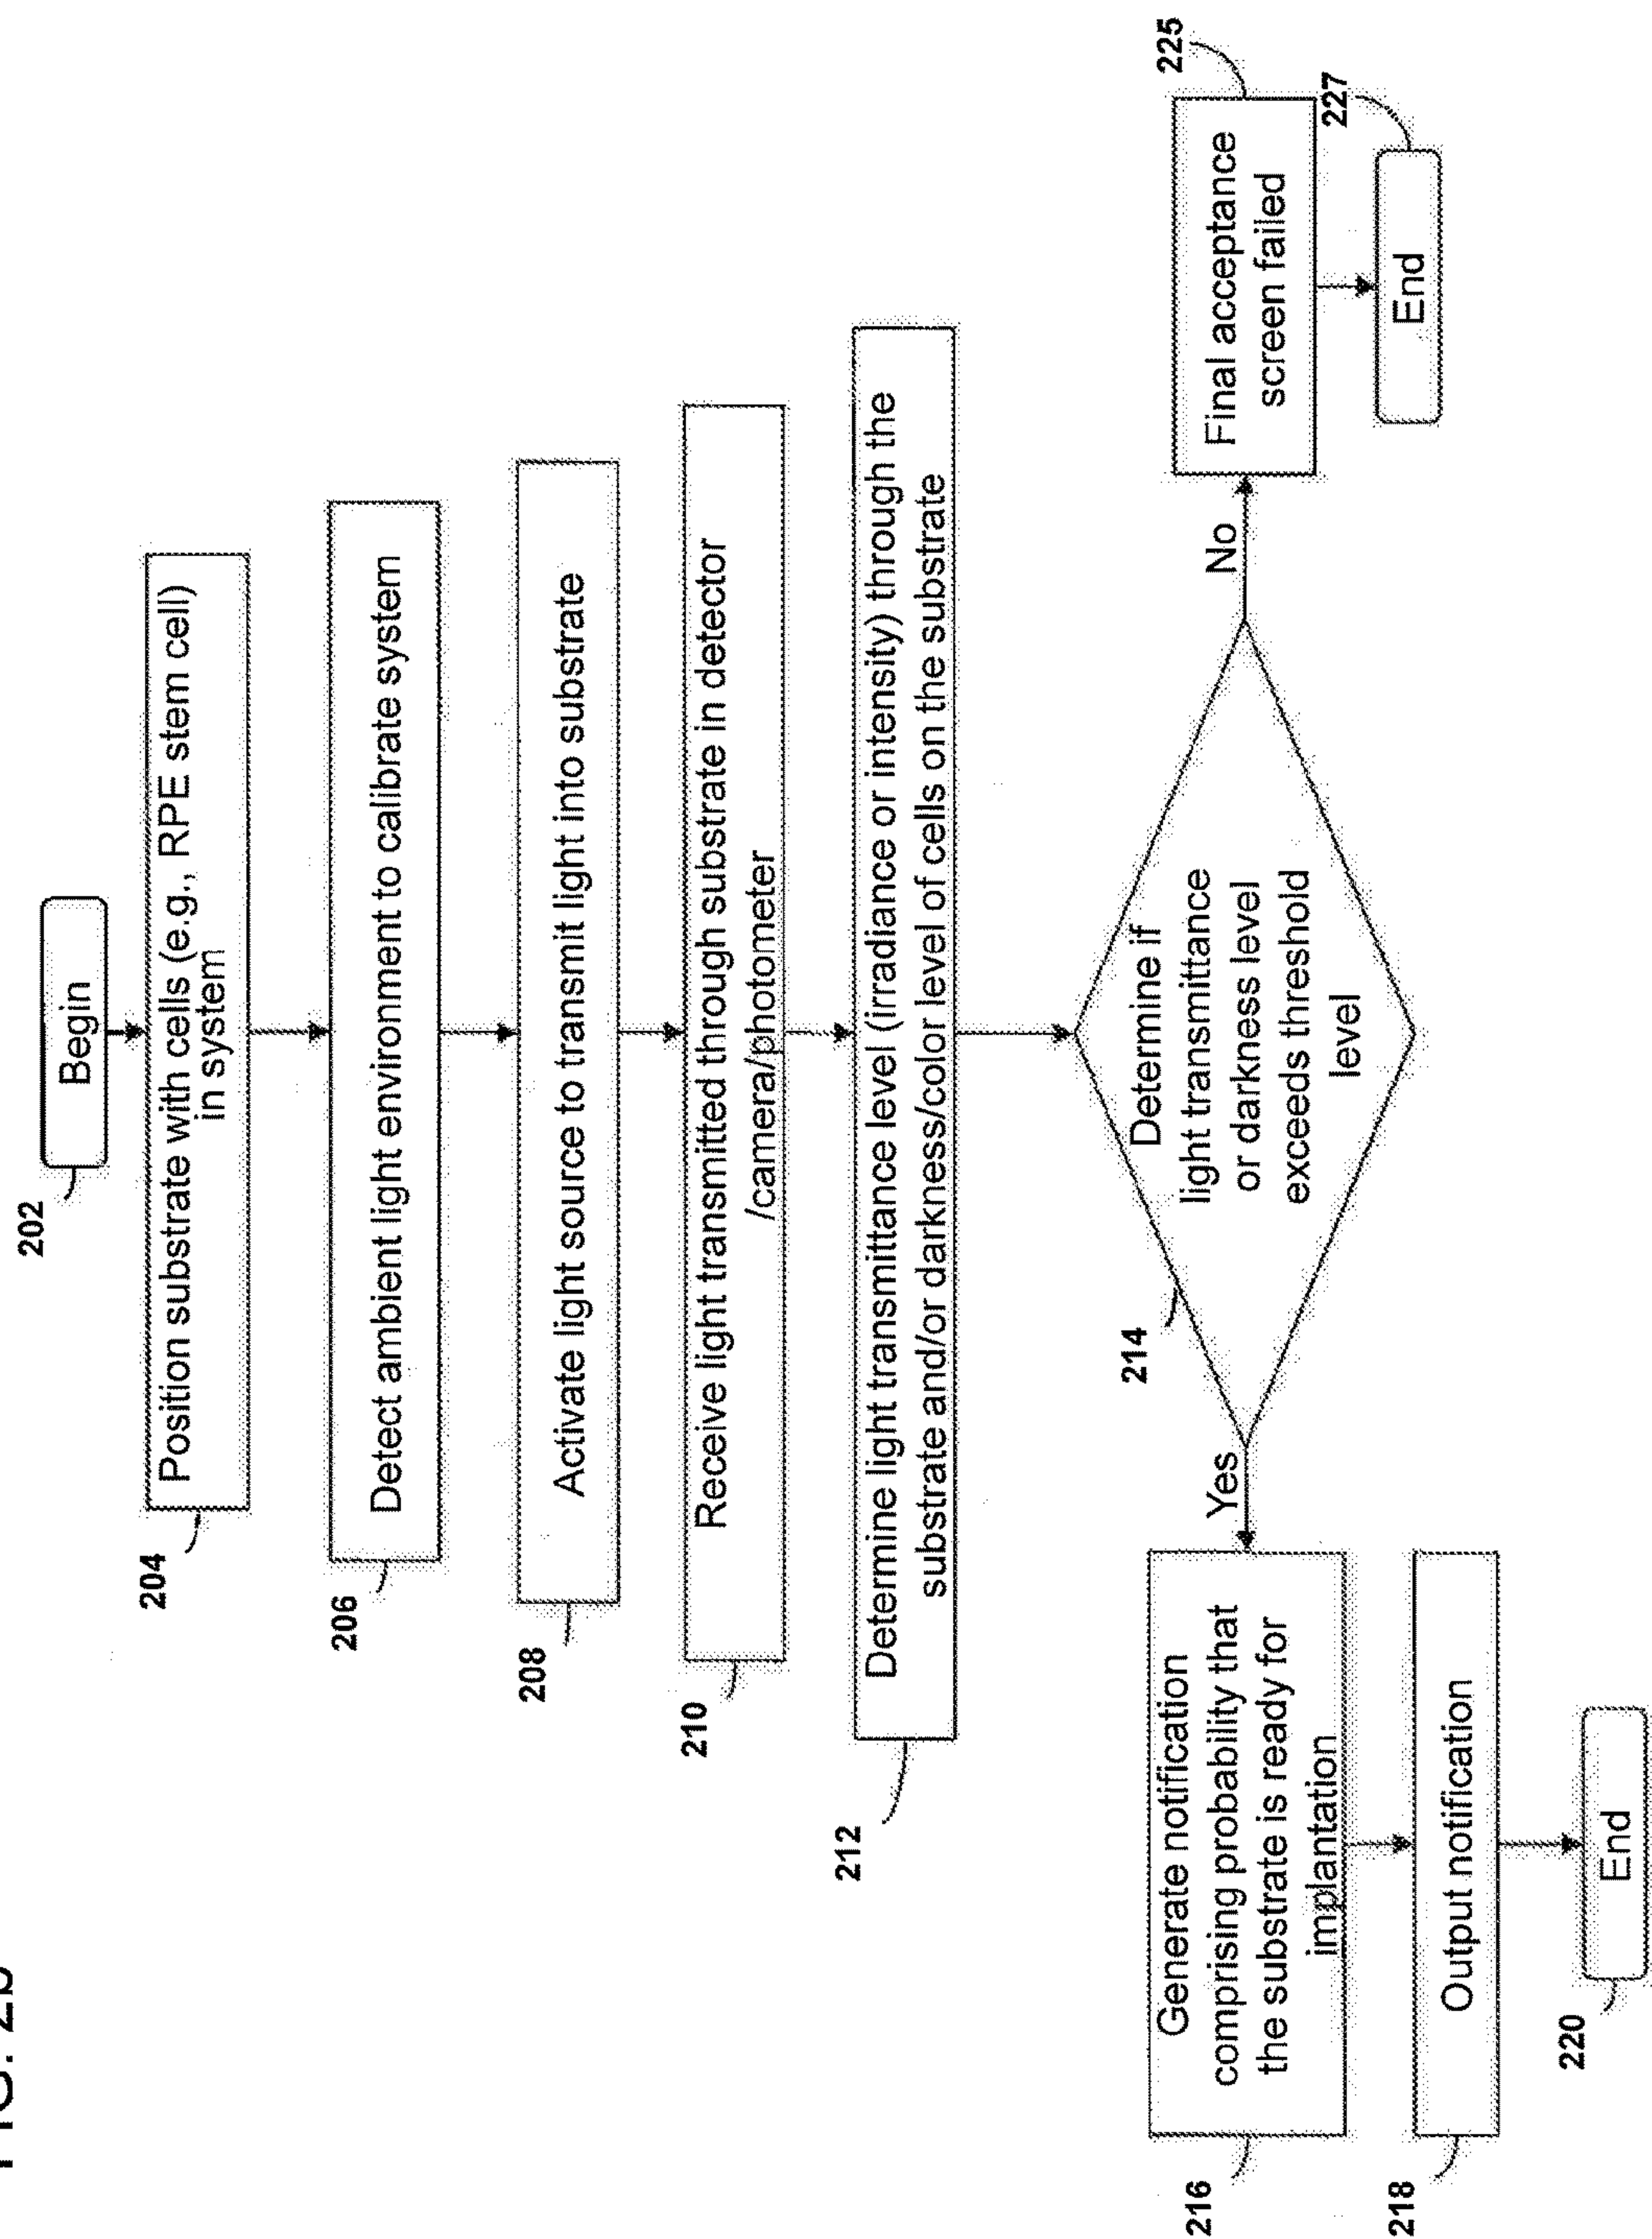 FIG. 2b
202
Begin
204
Position substrate with cells (e.g., RPE stem cell)
in system
206
Detect ambient light environment to calibrate system
208
Activate light source to transmit light into substrate
210
Receive light transmitted through substrate in detector
/camera/photometer
212
Determine light transmittance level (irradiance or intensity) through the
substrate and/or darkness/color level of cells on the substrate
214
Determine if
light transmittance
or darkness level
exceeds threshold
level
Yes
No
216
Generate notification
comprising probability that
the substrate is ready for
implantation
218
Output notification
220
End
225
Final acceptance
screen failed
227
End